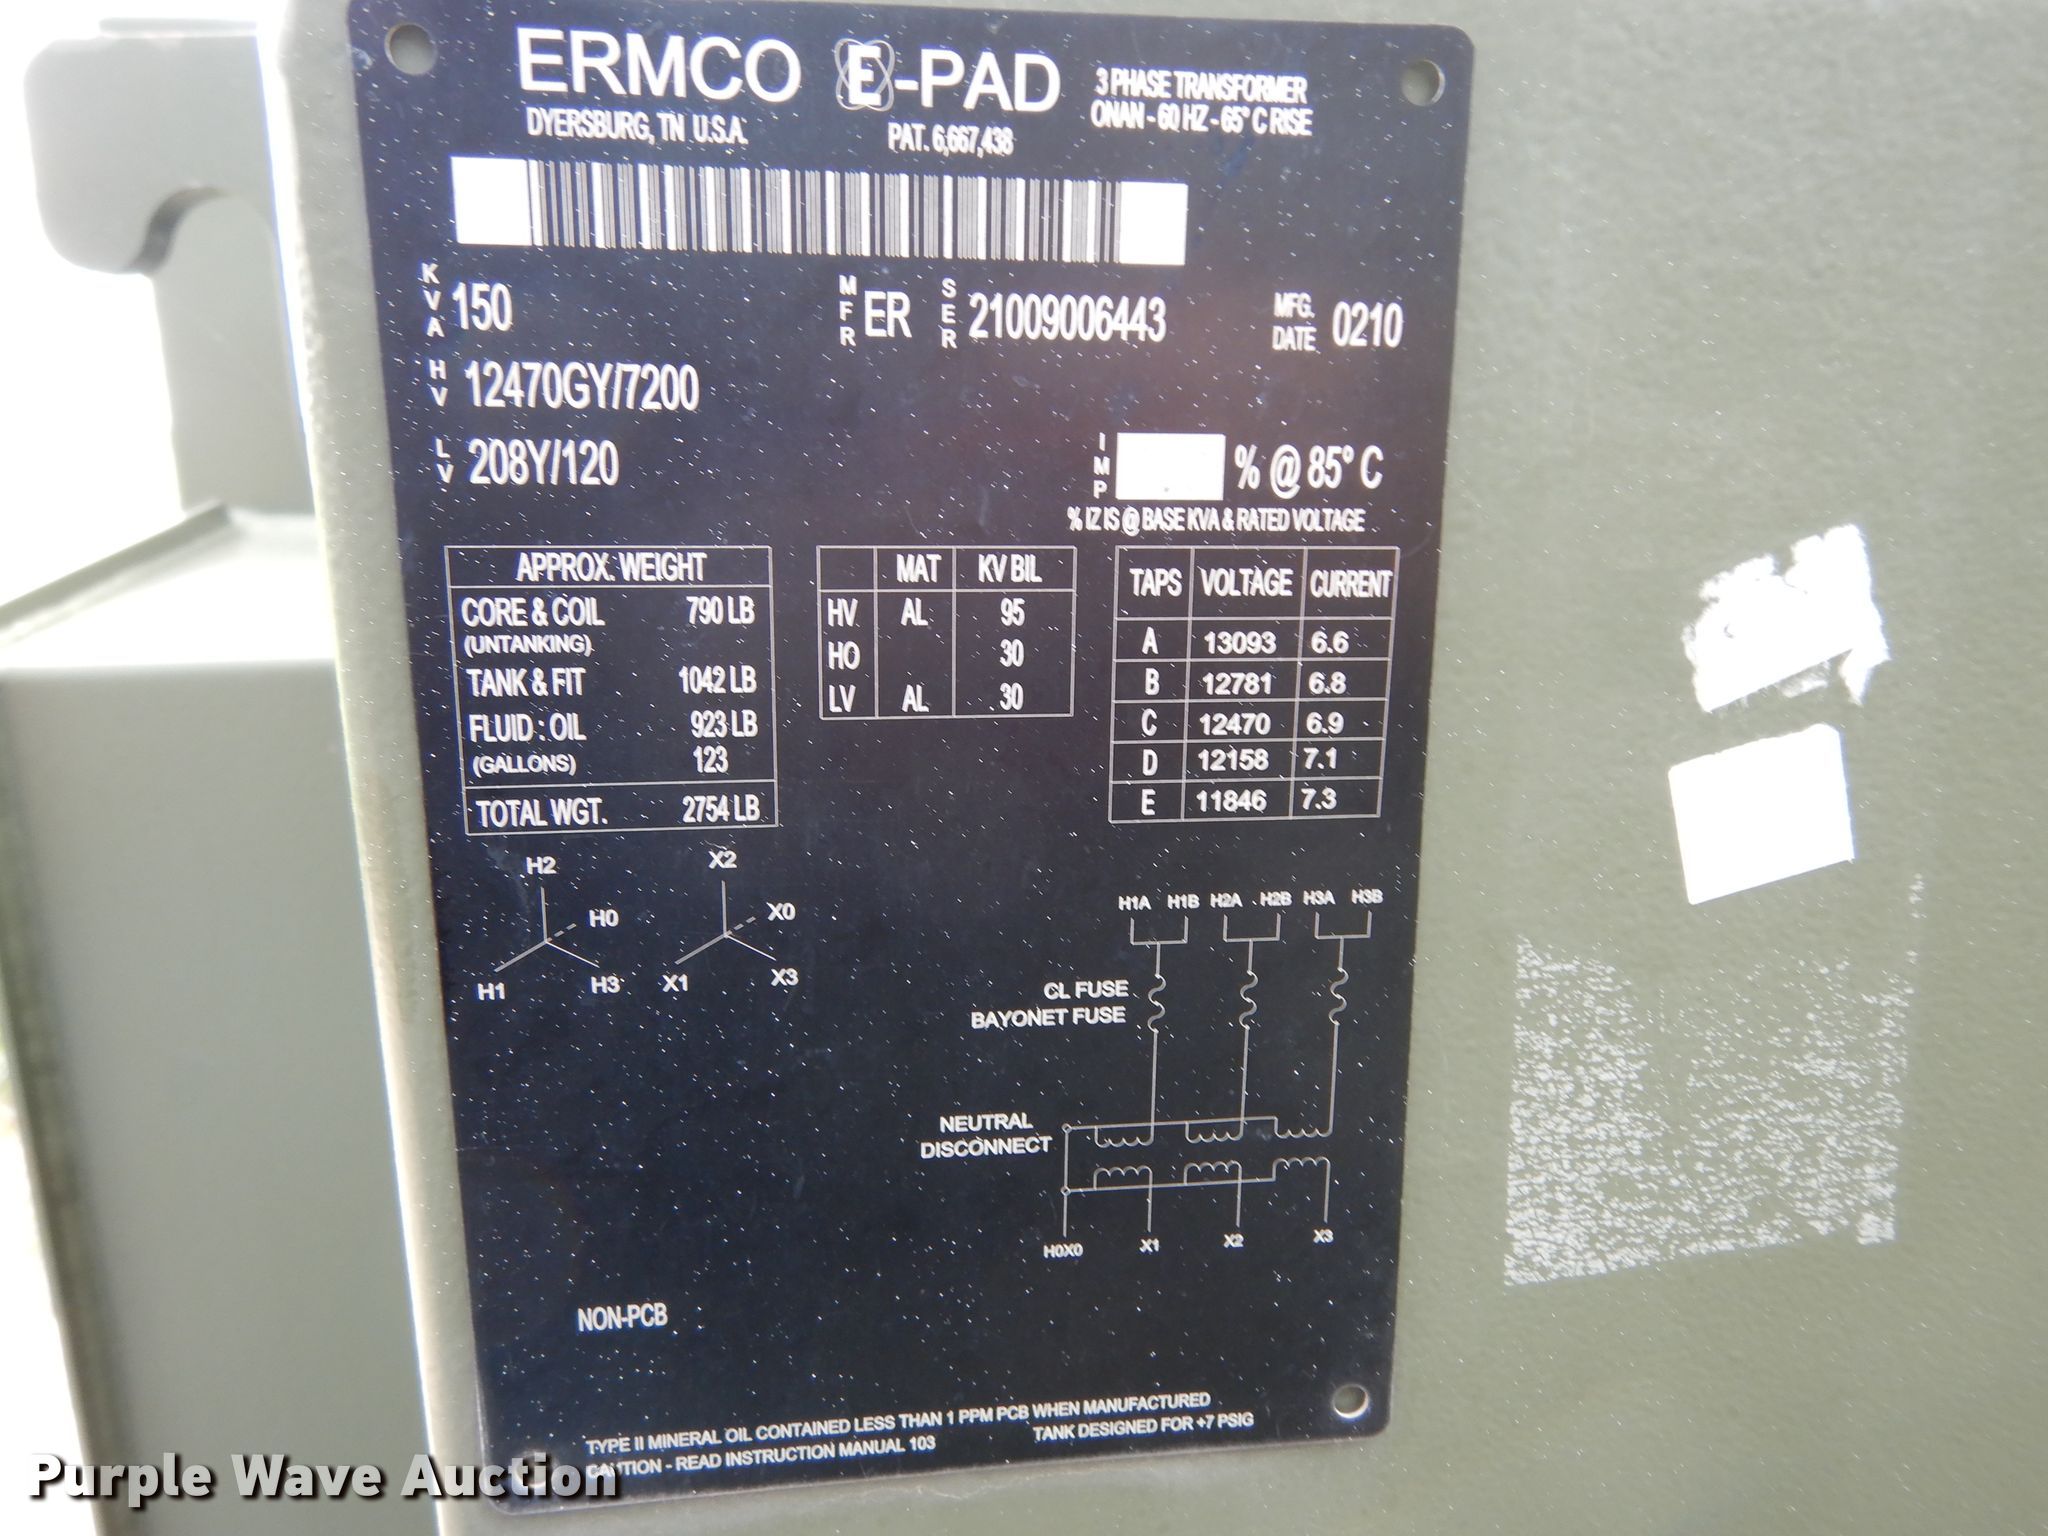 ERMCO E-PAD
3 PHASE TRANSFORMER
ONAN - 60 HZ - 65° C RISE
DYERSBURG, TN U.S.A.
PAT. 6,667,438
KVA 150 MFR ER SER 21009006443 MFG. DATE 0210
HV 12470GY/7200
LV 208Y/120 IMP % @ 85° C
% IZ IS @ BASE KVA & RATED VOLTAGE
APPROX. WEIGHT
CORE & COIL 790 LB
(UNTANKING)
TANK & FIT 1042 LB
FLUID : OIL 923 LB
(GALLONS) 123
TOTAL WGT. 2754 LB
MAT KV BIL
HV AL 95
HO 30
LV AL 30
TAPS VOLTAGE CURRENT
A 13093 6.6
B 12781 6.8
C 12470 6.9
D 12158 7.1
E 11846 7.3
H2
H0
H1 H3
X2
X0
X1 X3
H1A H1B H2A H2B H3A H3B
CL FUSE
BAYONET FUSE
NEUTRAL
DISCONNECT
H0X0 X1 X2 X3
NON-PCB
TYPE II MINERAL OIL CONTAINED LESS THAN 1 PPM PCB WHEN MANUFACTURED
CAUTION - READ INSTRUCTION MANUAL 103 TANK DESIGNED FOR +7 PSIG
Purple Wave Auction